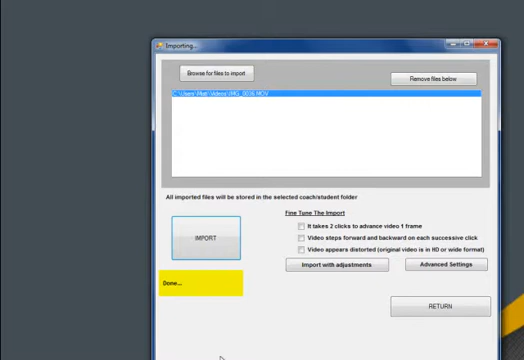 Importing...
Browse for files to import
Remove files below
C:\Users\Matt\Videos\IMG_0036.MOV
All imported files will be stored in the selected coach/student folder
Fine Tune The Import
IMPORT
It takes 2 clicks to advance video 1 frame
Video steps forward and backward on each successive click
Video appears distorted (original video is in HD or wide format)
Import with adjustments
Advanced Settings
Done...
RETURN